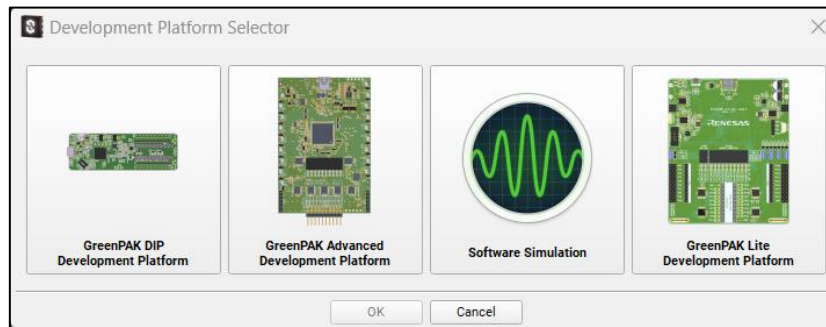 Development Platform Selector
RENESAS
GreenPAK DIP
Development Platform
GreenPAK Advanced
Development Platform
Software Simulation
GreenPAK Lite
Development Platform
OK
Cancel